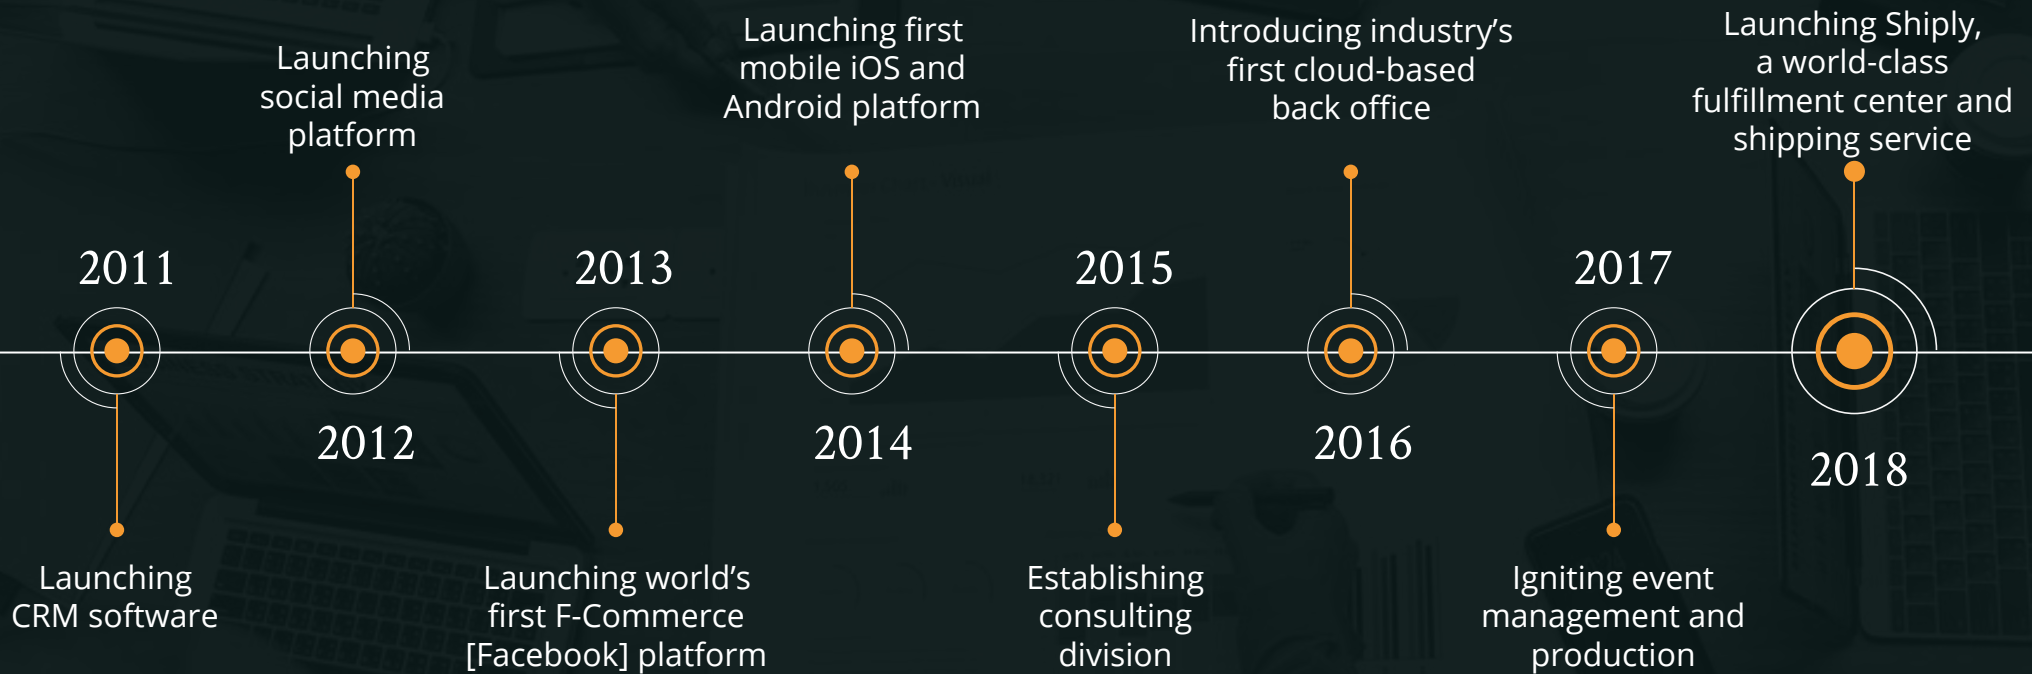 2011
Launching
CRM software
Launching
social media
platform
2012
2013
Launching world’s
first F-Commerce
[Facebook] platform
Launching first
mobile iOS and
Android platform
2014
2015
Establishing
consulting
division
Introducing industry’s
first cloud-based
back office
2016
2017
Igniting event
management and
production
Launching Shiply,
a world-class
fulfillment center and
shipping service
2018